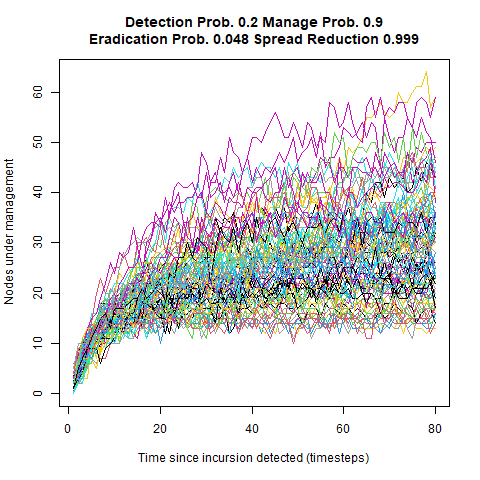 Detection Prob. 0.2 Manage Prob. 0.9
Eradication Prob. 0.048 Spread Reduction 0.999
Nodes under management
60
50
40
30
20
10
0
0 20 40 60 80
Time since incursion detected (timesteps)